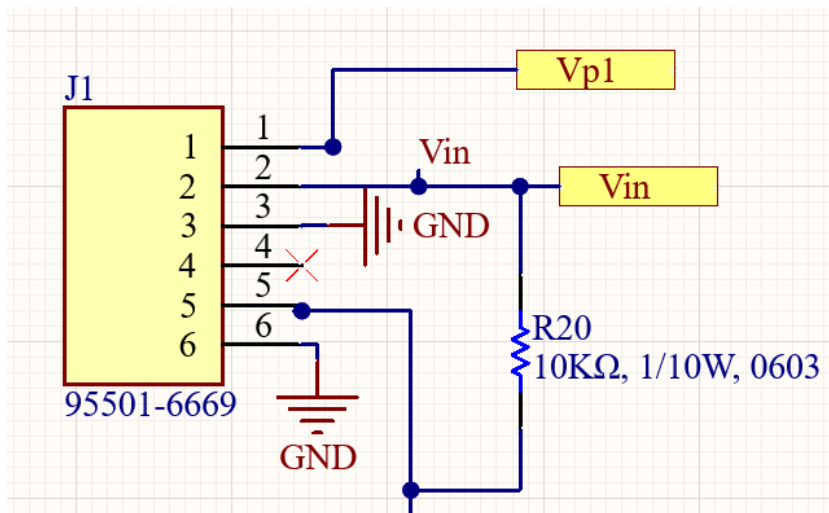 J1
Vp1
1 1
2 2
Vin
Vin
3 3
GND
4 4
5 5
6 6
R20
10KΩ, 1/10W, 0603
95501-6669
GND